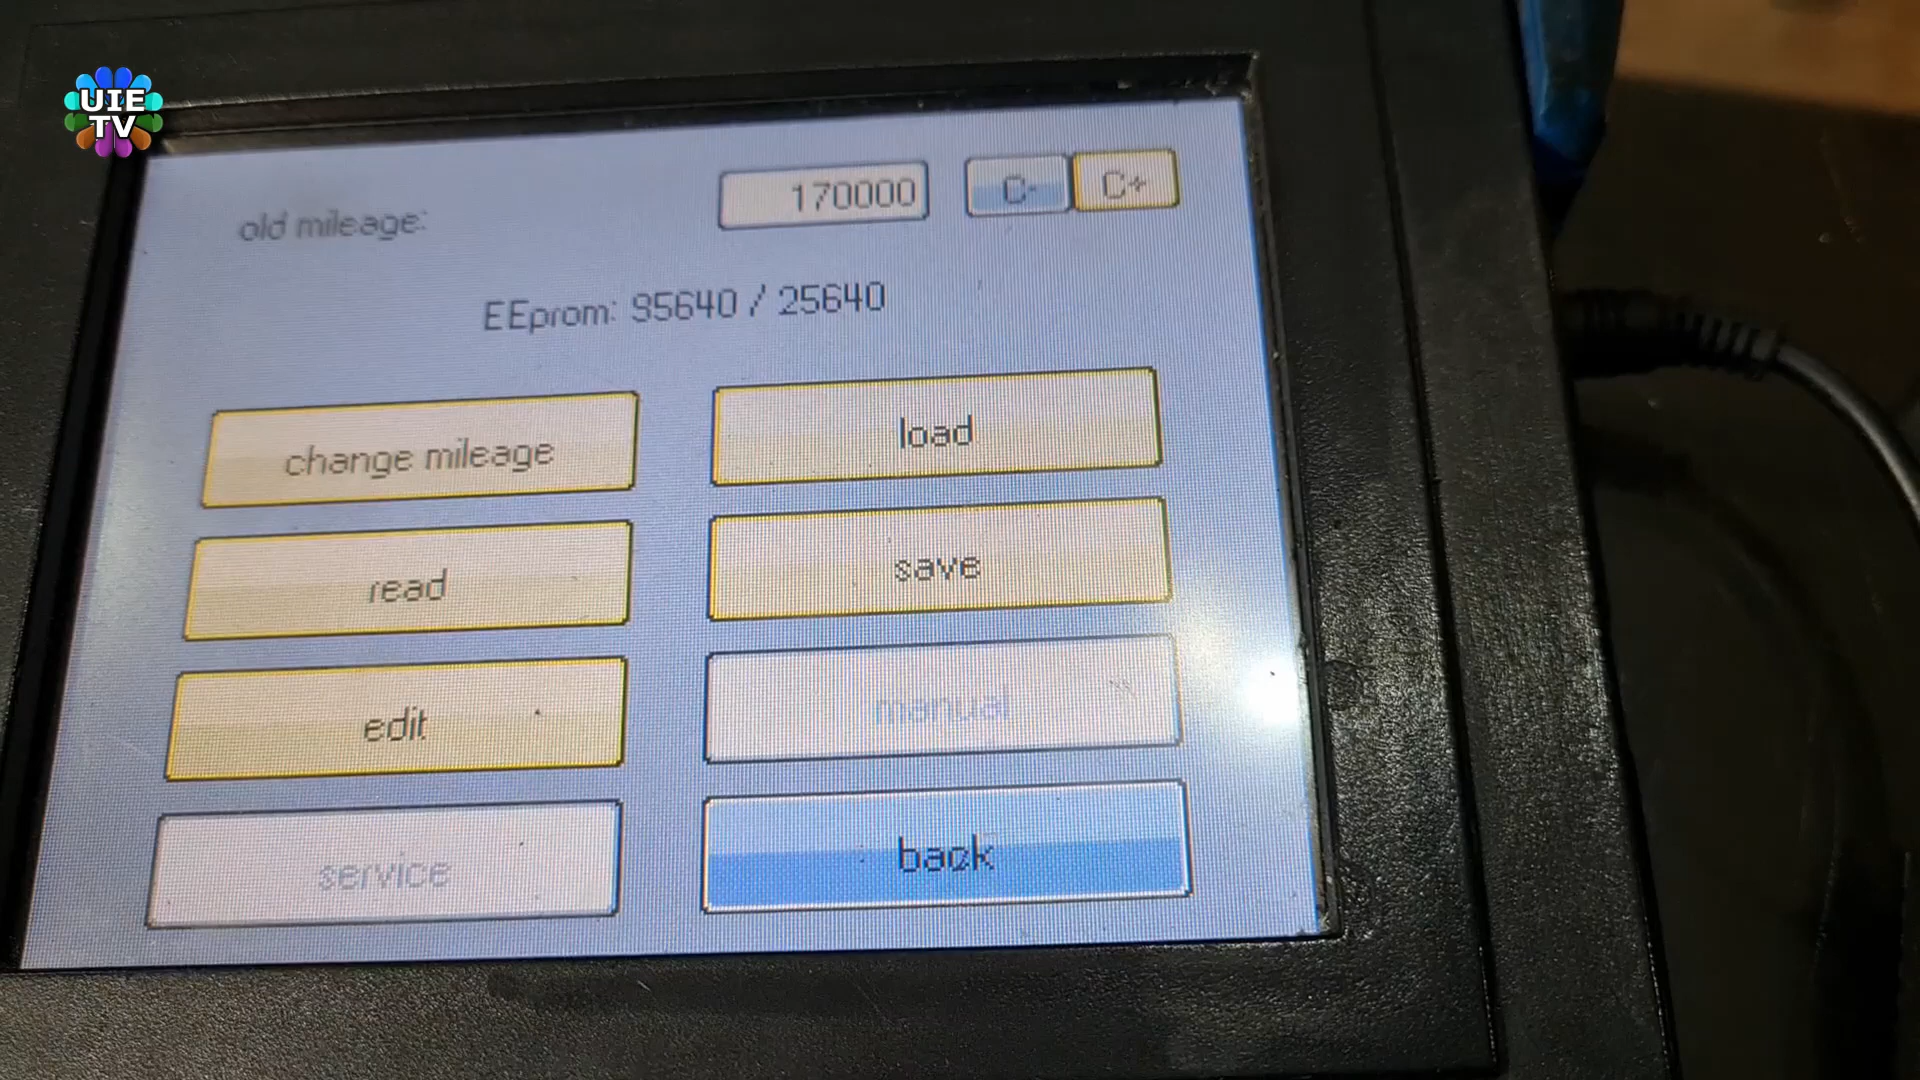 UIE
TV
old mileage: 170000 C- C+
EEprom: 95640 / 25640
change mileage load
read save
edit manual
service back